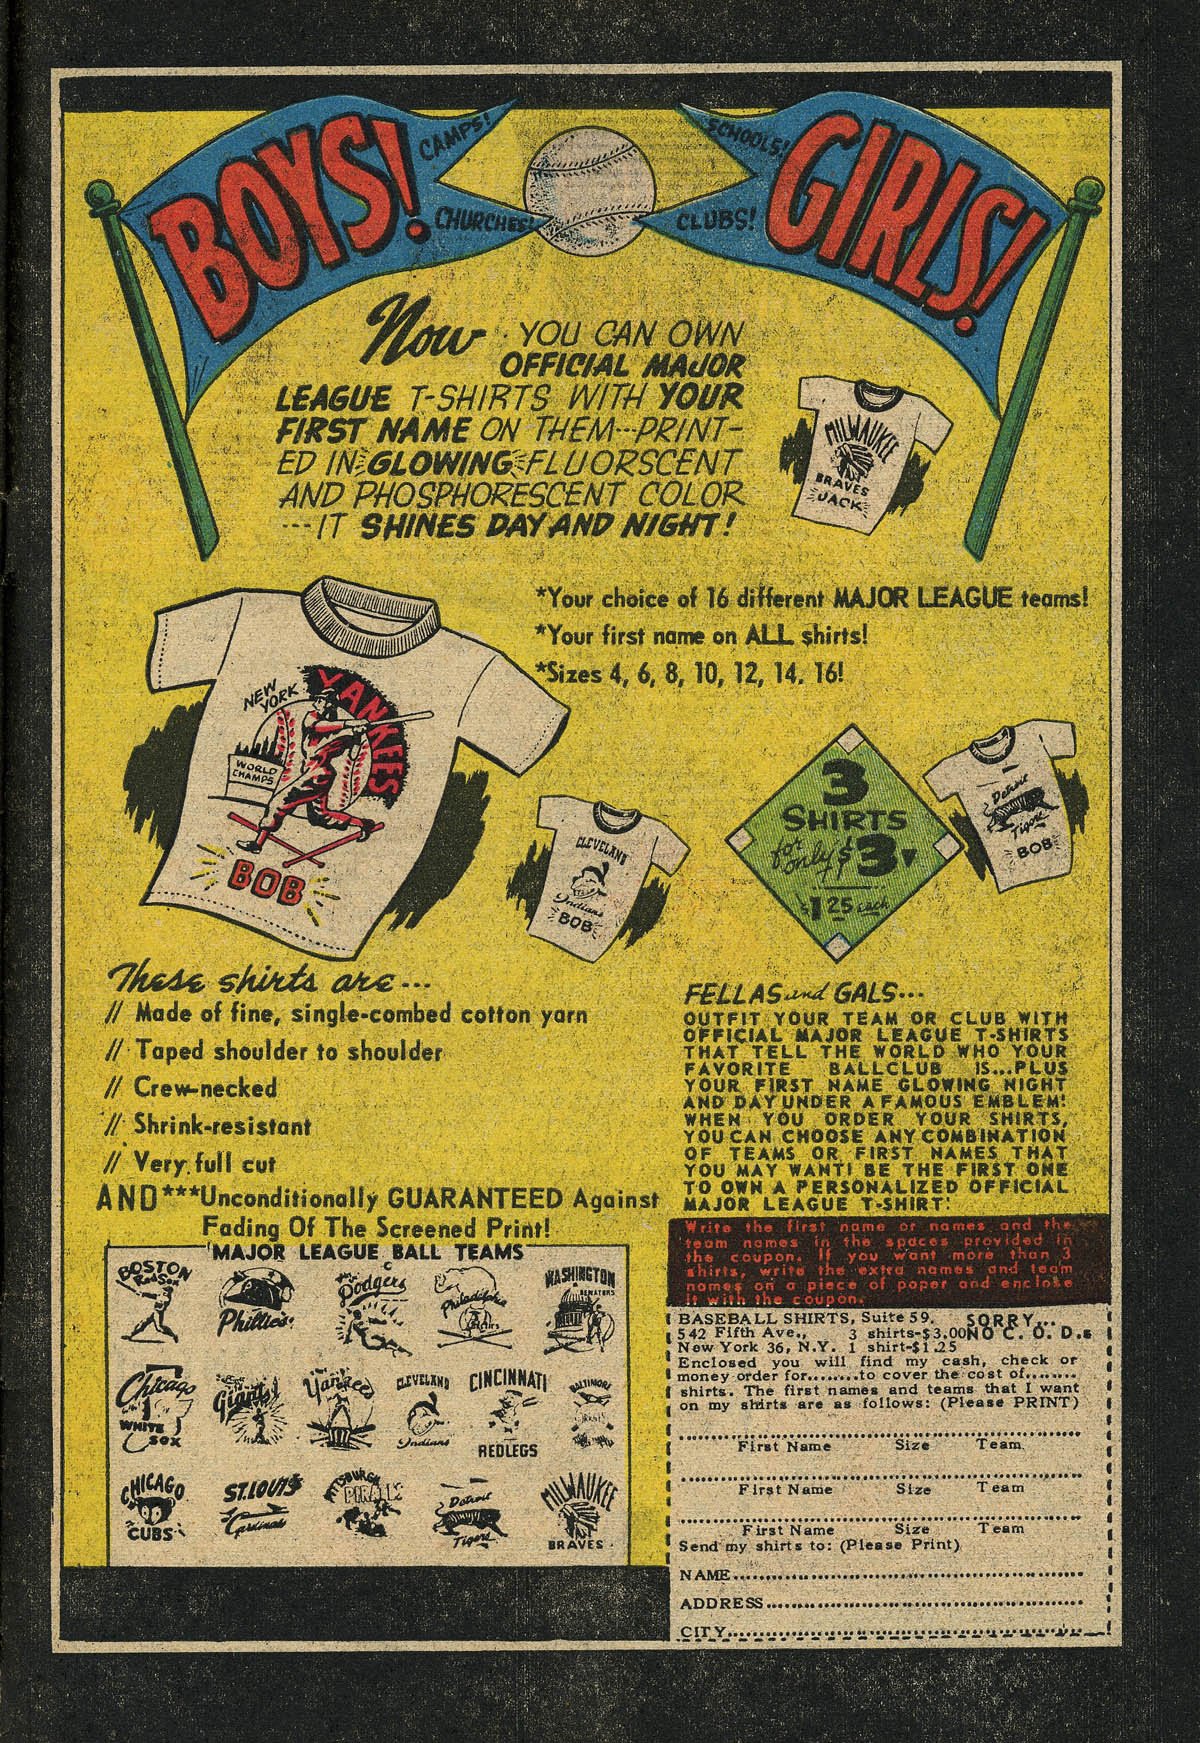 BOYS!
CAMPS!
CHURCHES!
SCHOOLS!
CLUBS!
GIRLS!
Now YOU CAN OWN
OFFICIAL MAJOR
LEAGUE T-SHIRTS WITH YOUR
FIRST NAME ON THEM---PRINT-
ED IN GLOWING FLUORSCENT
AND PHOSPHORESCENT COLOR
---IT SHINES DAY AND NIGHT!
MILWAUKEE
BRAVES
JACK
*Your choice of 16 different MAJOR LEAGUE teams!
*Your first name on ALL shirts!
*Sizes 4, 6, 8, 10, 12, 14, 16!
NEW YORK
YANKEES
WORLD
CHAMPS
BOB
CLEVELAND
Indians
BOB
3
SHIRTS
for only $3
$1.25 each
Detroit
Tigers
BOB
These shirts are...
// Made of fine, single-combed cotton yarn
// Taped shoulder to shoulder
// Crew-necked
// Shrink-resistant
// Very full cut
AND***Unconditionally GUARANTEED Against
Fading Of The Screened Print!
FELLAS and GALS...
OUTFIT YOUR TEAM OR CLUB WITH
OFFICIAL MAJOR LEAGUE T-SHIRTS
THAT TELL THE WORLD WHO YOUR
FAVORITE BALLCLUB IS...PLUS
YOUR FIRST NAME GLOWING NIGHT
AND DAY UNDER A FAMOUS EMBLEM!
WHEN YOU ORDER YOUR SHIRTS,
YOU CAN CHOOSE ANY COMBINATION
OF TEAMS OR FIRST NAMES THAT
YOU MAY WANT! BE THE FIRST ONE
TO OWN A PERSONALIZED OFFICIAL
MAJOR LEAGUE T-SHIRT!
Write the first name or names and the
team names in the spaces provided in
the coupon. If you want more than 3
shirts, write the extra names and team
names on a piece of paper and enclose
it with the coupon.
MAJOR LEAGUE BALL TEAMS
BOSTON
Red Sox
Phillies
Dodgers
Philadelphia
WASHINGTON
SENATORS
Chicago
WHITE
SOX
Giants
Yankees
CLEVELAND
Indians
CINCINNATI
REDLEGS
BALTIMORE
CHICAGO
CUBS
ST. LOUIS
Cardinals
PITTSBURGH
PIRATES
Detroit
Tigers
MILWAUKEE
BRAVES
BASEBALL SHIRTS, Suite 59. SORRY...
542 Fifth Ave., 3 shirts-$3.00 NO C. O. D.s
New York 36, N.Y. 1 shirt-$1.25
Enclosed you will find my cash, check or
money order for........to cover the cost of........
shirts. The first names and teams that I want
on my shirts are as follows: (Please PRINT)
First Name Size Team
First Name Size Team
First Name Size Team
Send my shirts to: (Please Print)
NAME
ADDRESS
CITY